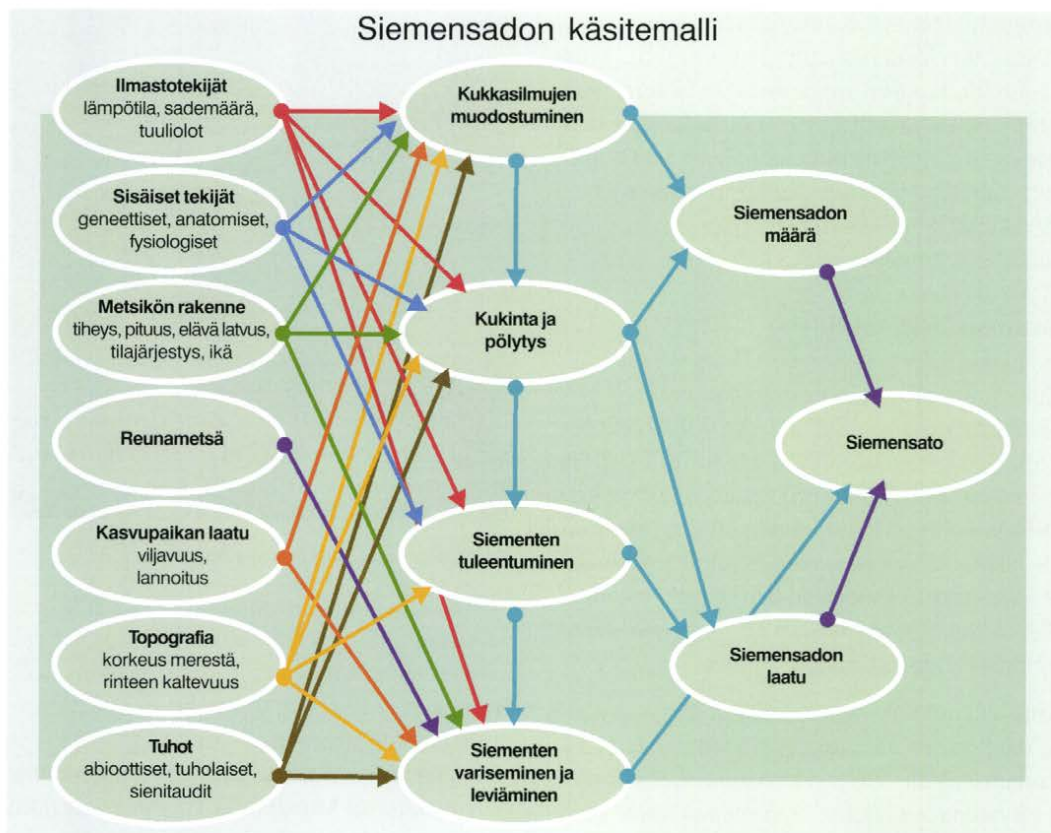 Siemensadon käsitemalli
Ilmastotekijät
lämpötila, sademäärä,
tuuliolot
Sisäiset tekijät
geneettiset, anatomiset,
fysiologiset
Metsikön rakenne
tiheys, pituus, elävä latvus,
tilajärjestys, ikä
Reunametsä
Kasvupaikan laatu
viljavuus,
lannoitus
Topografia
korkeus merestä,
rinteen kaltevuus
Tuhot
abioottiset, tuholaiset,
sienitaudit
Kukkasilmujen
muodostuminen
Kukinta ja
pölytys
Siementen
tuleentuminen
Siementen
variseminen ja
leviäminen
Siemensadon
määrä
Siemensato
Siemensadon
laatu